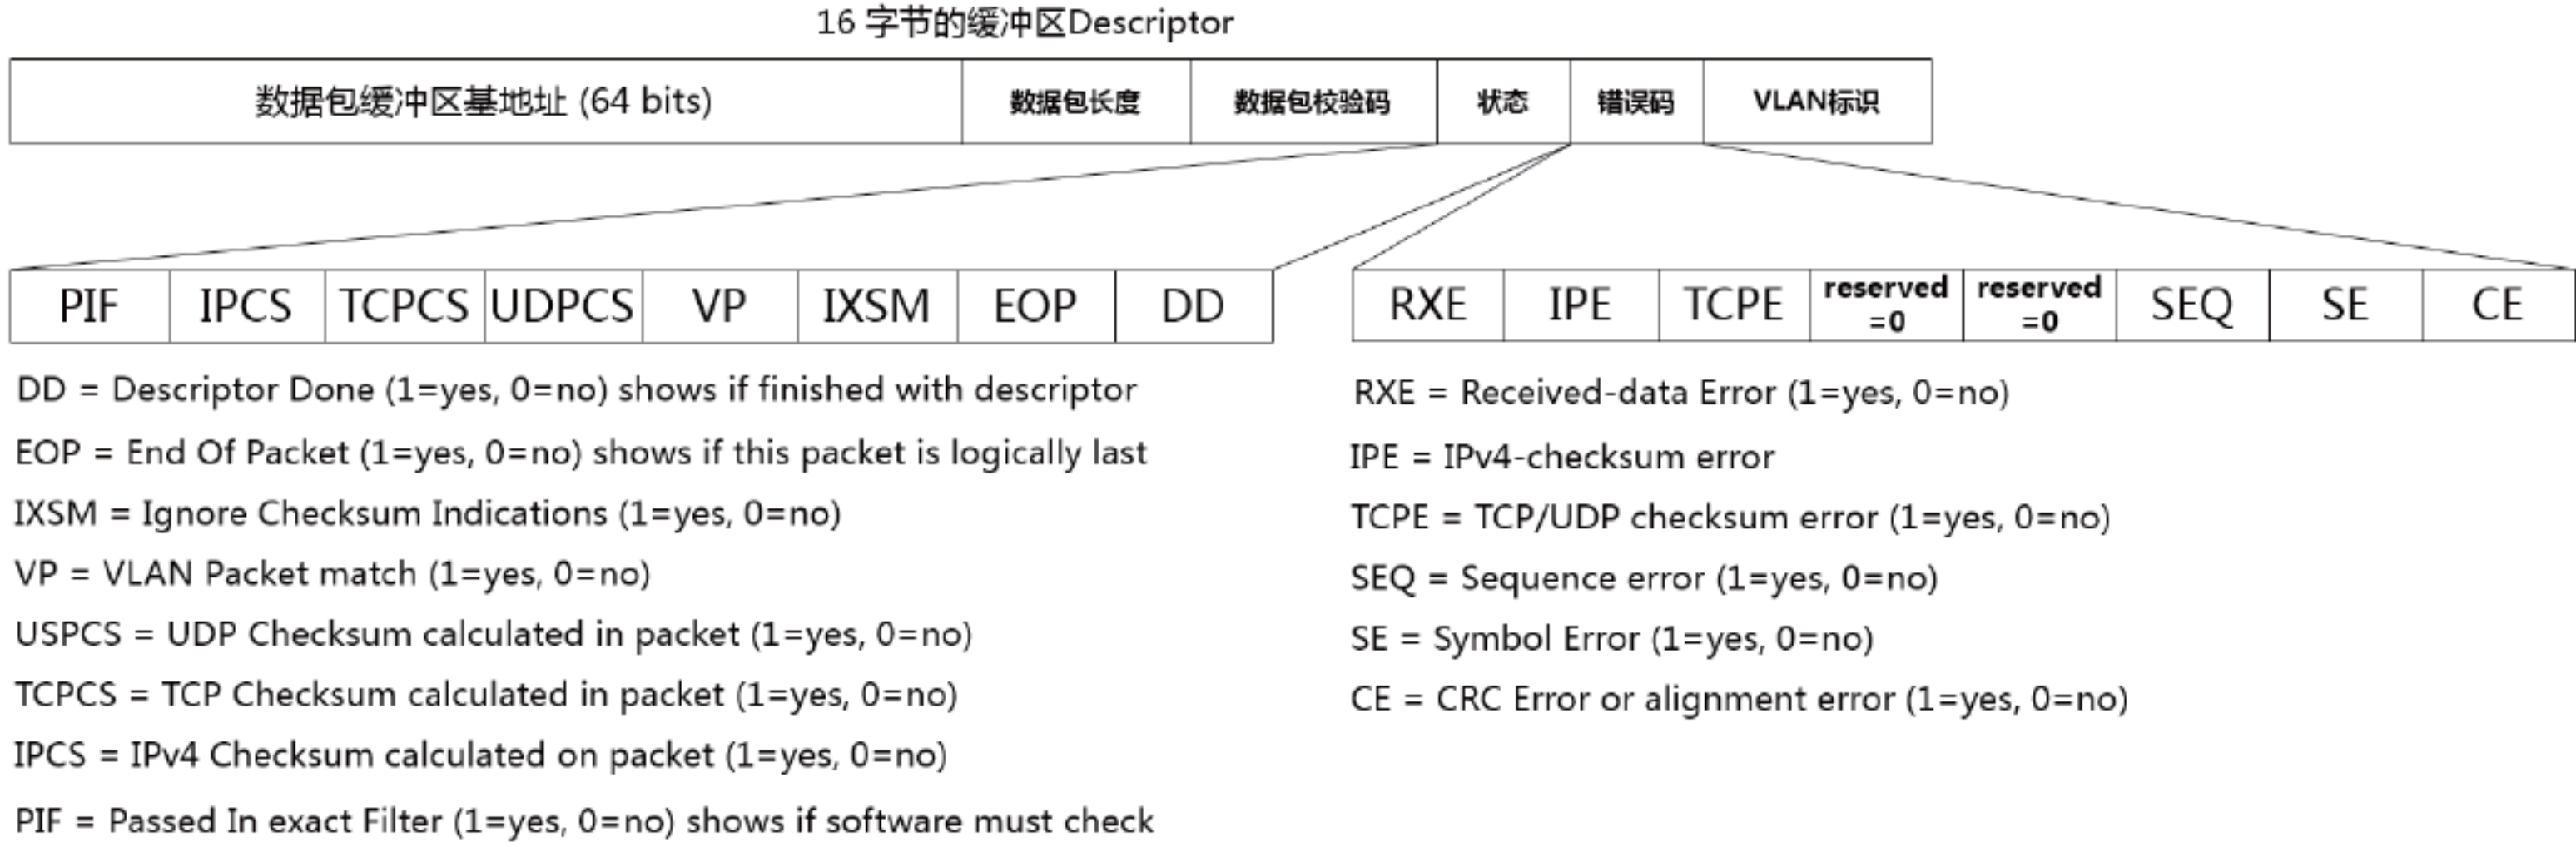 16 字节的缓冲区Descriptor
数据包缓冲区基地址 (64 bits) 数据包长度 数据包校验码 状态 错误码 VLAN标识
PIF IPCS TCPCS UDPCS VP IXSM EOP DD
RXE IPE TCPE reserved =0 reserved =0 SEQ SE CE
DD = Descriptor Done (1=yes, 0=no) shows if finished with descriptor
EOP = End Of Packet (1=yes, 0=no) shows if this packet is logically last
IXSM = Ignore Checksum Indications (1=yes, 0=no)
VP = VLAN Packet match (1=yes, 0=no)
USPCS = UDP Checksum calculated in packet (1=yes, 0=no)
TCPCS = TCP Checksum calculated in packet (1=yes, 0=no)
IPCS = IPv4 Checksum calculated on packet (1=yes, 0=no)
PIF = Passed In exact Filter (1=yes, 0=no) shows if software must check
RXE = Received-data Error (1=yes, 0=no)
IPE = IPv4-checksum error
TCPE = TCP/UDP checksum error (1=yes, 0=no)
SEQ = Sequence error (1=yes, 0=no)
SE = Symbol Error (1=yes, 0=no)
CE = CRC Error or alignment error (1=yes, 0=no)